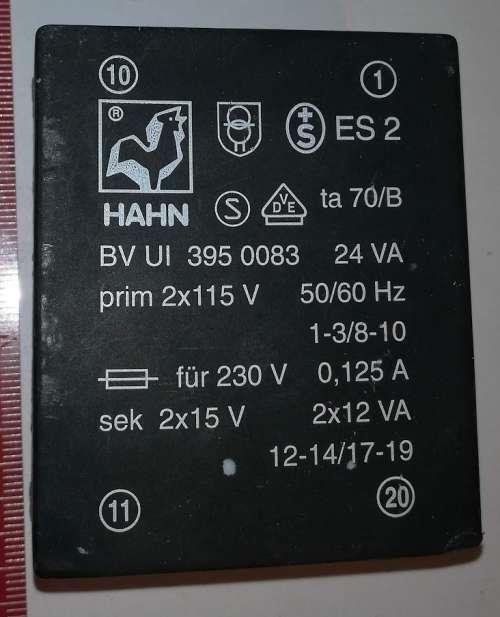 10 1
® ES 2
HAHN S VDE ta 70/B
BV UI 395 0083 24 VA
prim 2x115 V 50/60 Hz
1-3/8-10
für 230 V 0,125 A
sek 2x15 V 2x12 VA
12-14/17-19
11 20